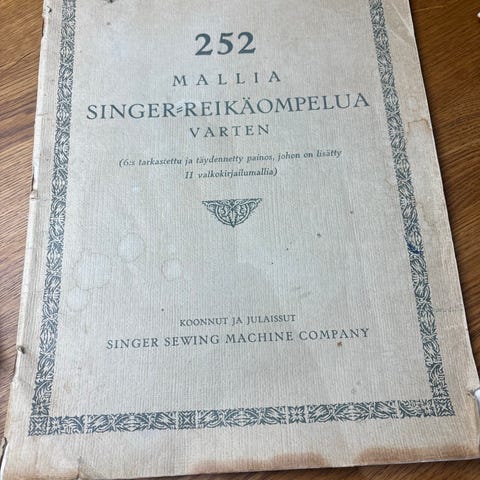 252
MALLIA
SINGER=REIKÄOMPELUA
VARTEN
(6:s tarkastettu ja täydennetty painos, johon on lisätty
11 valkokirjailumallia)
KOONNUT JA JULAISSUT
SINGER SEWING MACHINE COMPANY